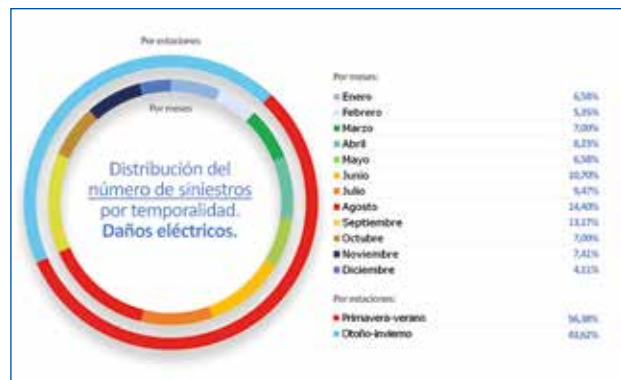 Por estaciones
Por meses
Distribución del
número de siniestros
por temporalidad.
Daños eléctricos.
Por meses:
Enero 6,58%
Febrero 5,35%
Marzo 7,00%
Abril 8,23%
Mayo 6,58%
Junio 10,70%
Julio 9,47%
Agosto 14,40%
Septiembre 13,17%
Octubre 7,00%
Noviembre 7,41%
Diciembre 4,11%
Por estaciones:
Primavera-verano 56,38%
Otoño-invierno 43,62%